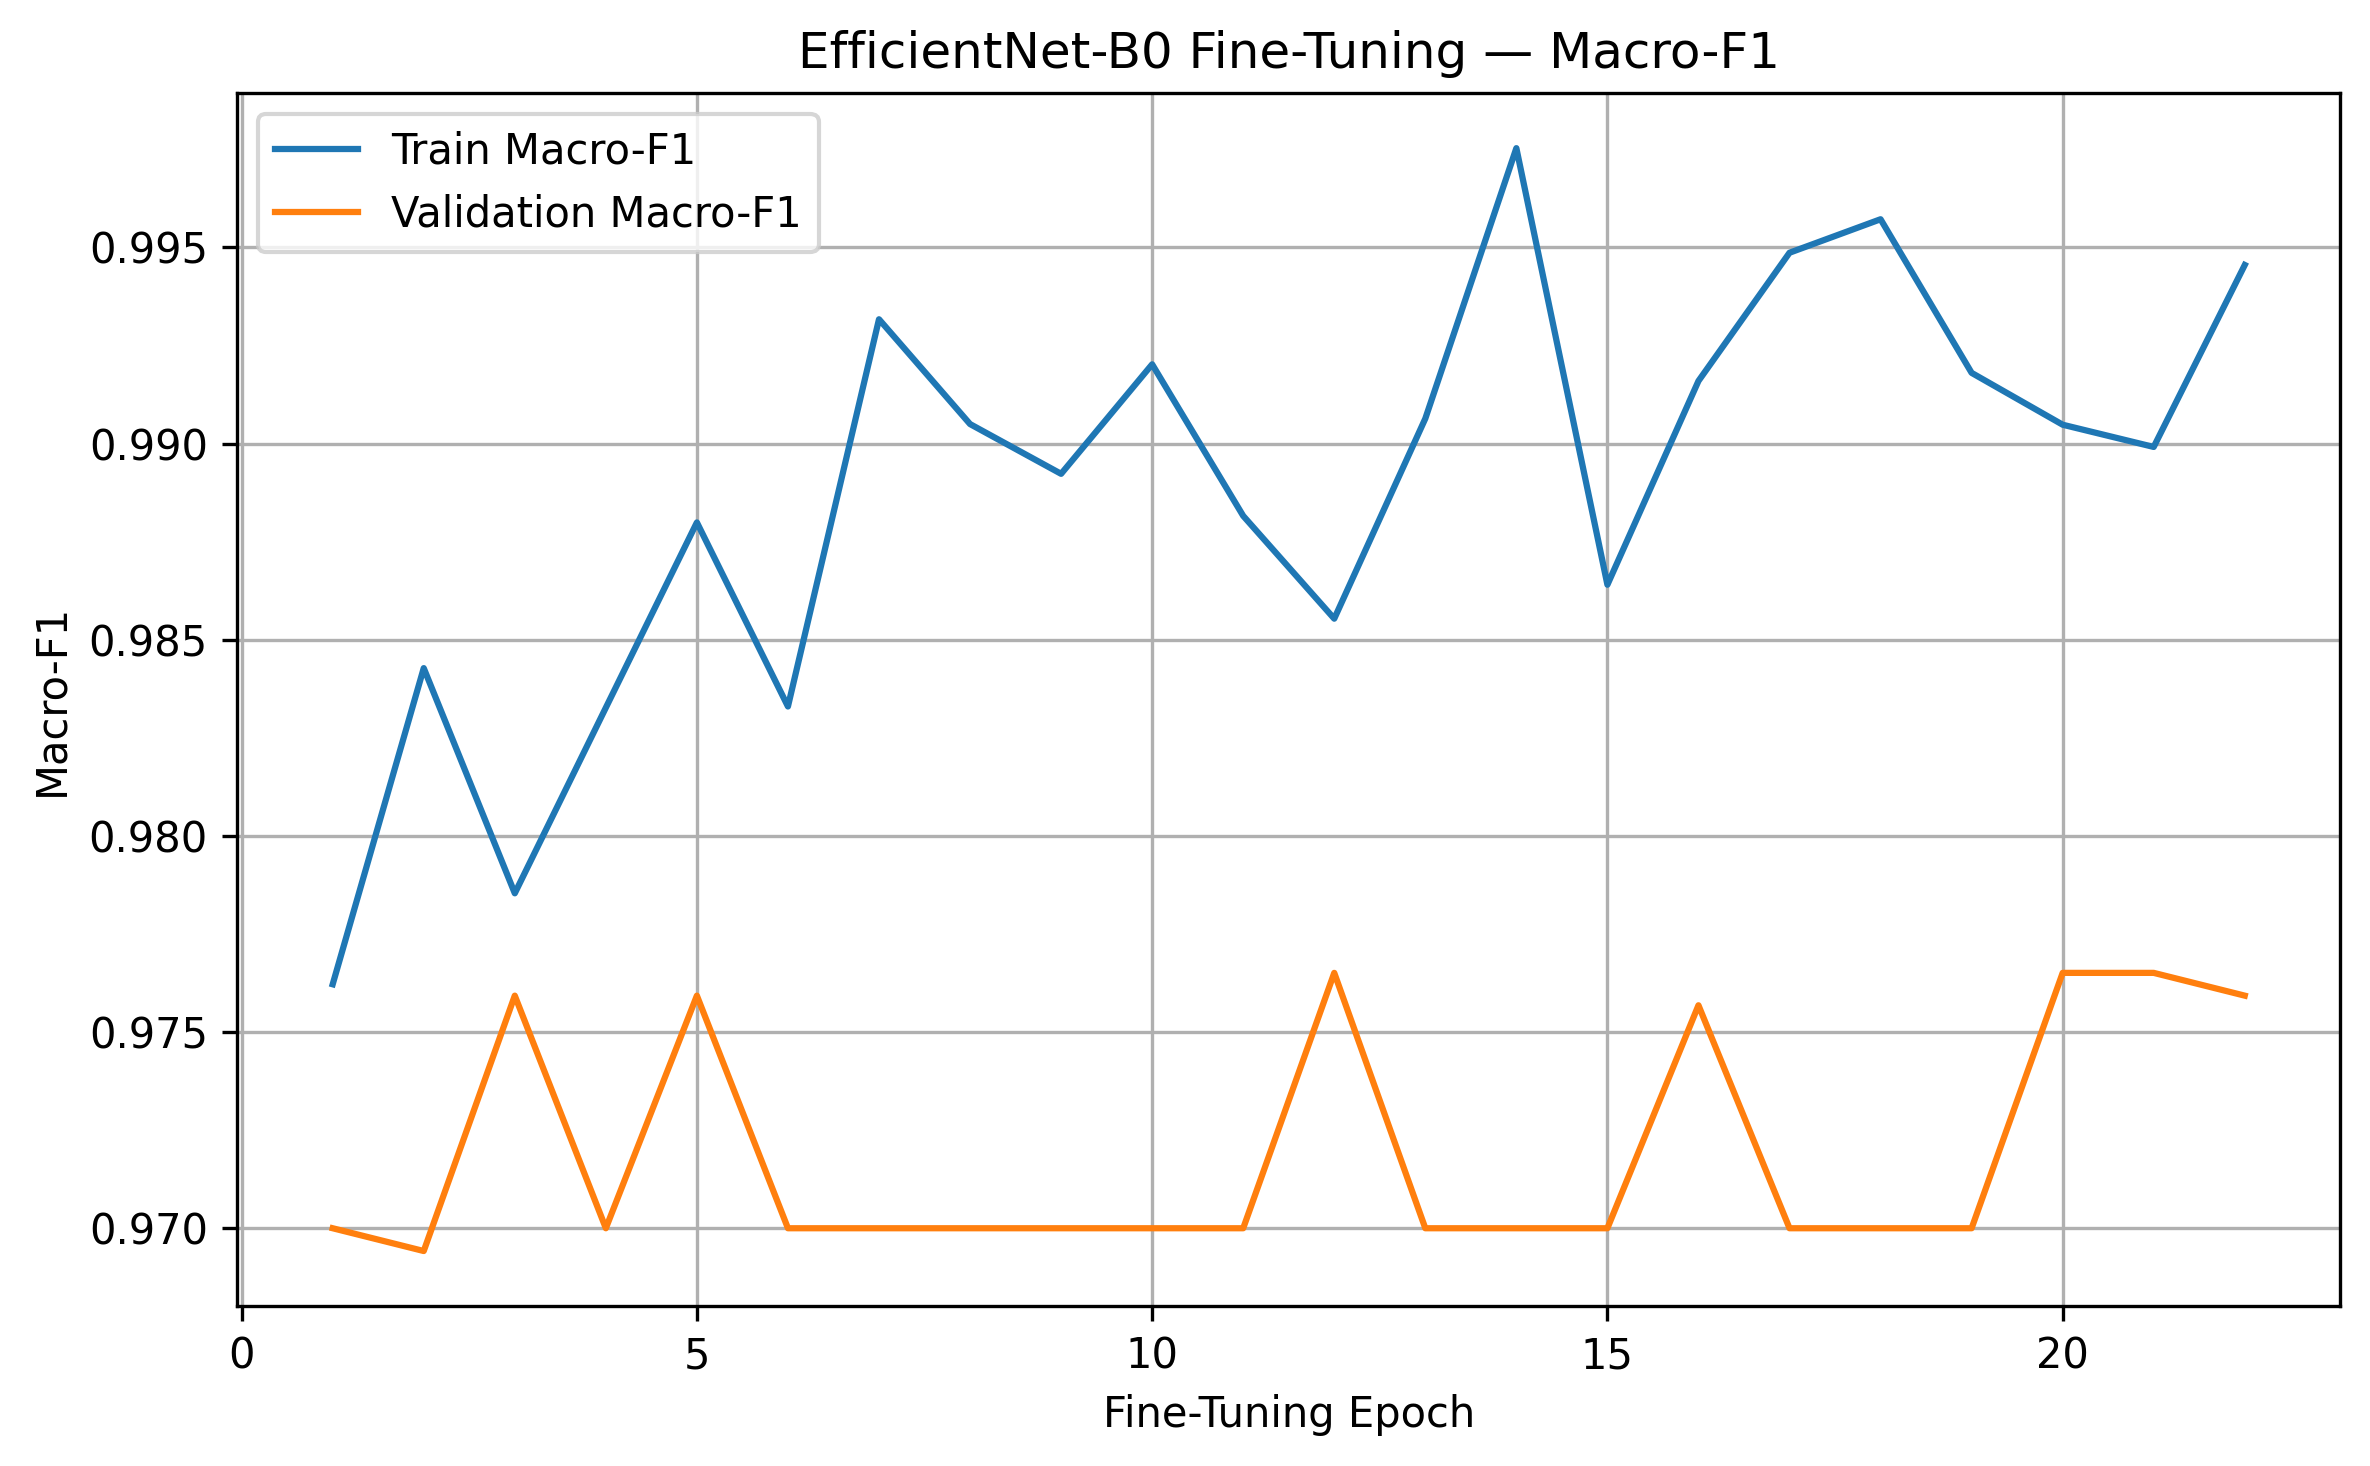 EfficientNet-B0 Fine-Tuning — Macro-F1
Train Macro-F1
Validation Macro-F1
0.995
0.990
0.985
0.980
0.975
0.970
Macro-F1
0 5 10 15 20
Fine-Tuning Epoch